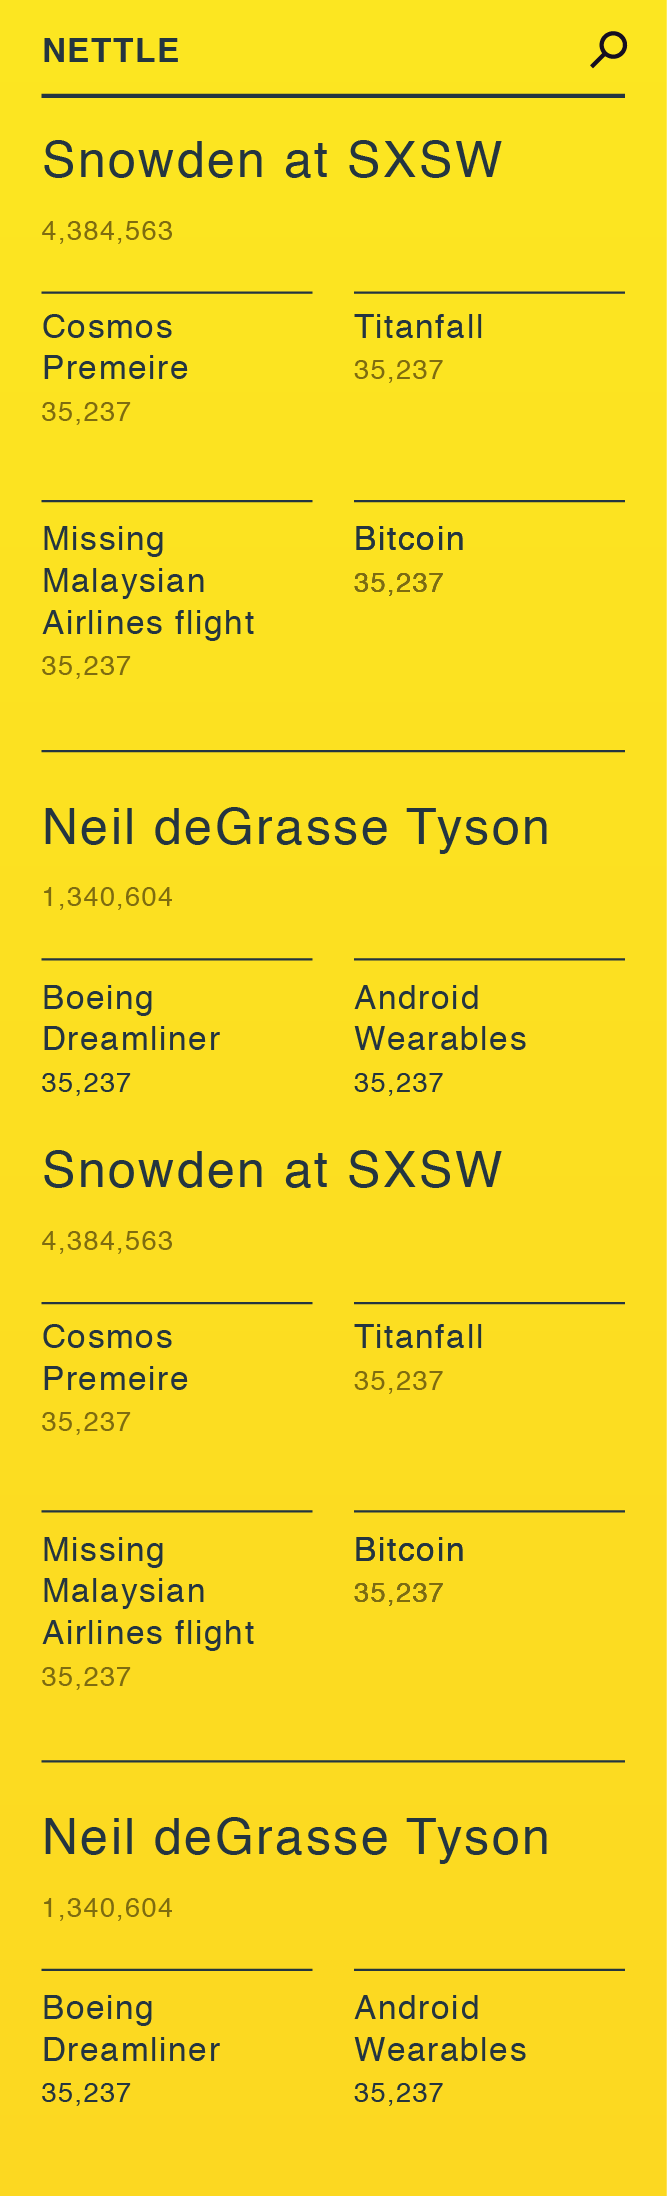 NETTLE
Snowden at SXSW
4,384,563
Cosmos
Premeire
35,237
Titanfall
35,237
Missing
Malaysian
Airlines flight
35,237
Bitcoin
35,237
Neil deGrasse Tyson
1,340,604
Boeing
Dreamliner
35,237
Android
Wearables
35,237
Snowden at SXSW
4,384,563
Cosmos
Premeire
35,237
Titanfall
35,237
Missing
Malaysian
Airlines flight
35,237
Bitcoin
35,237
Neil deGrasse Tyson
1,340,604
Boeing
Dreamliner
35,237
Android
Wearables
35,237